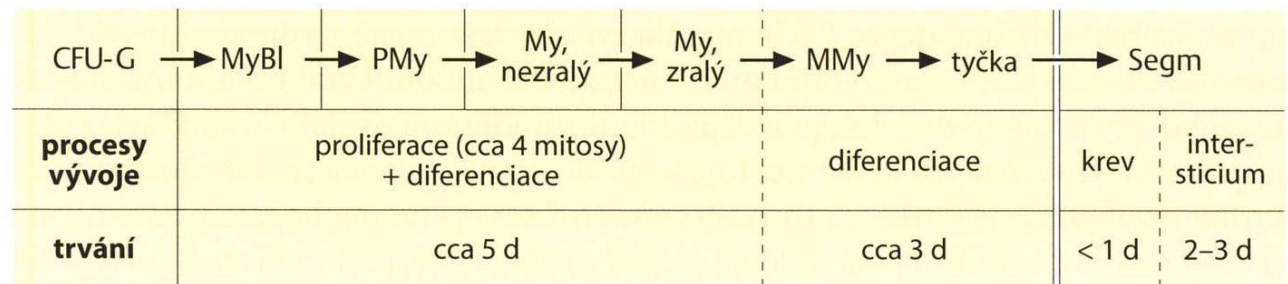 CFU-G → MyBl → PMy → My, nezralý → My, zralý → MMy → tyčka → Segm
procesy vývoje
proliferace (cca 4 mitosy)
+ diferenciace
diferenciace
krev
inter-
sticium
trvání
cca 5 d
cca 3 d
< 1 d
2–3 d